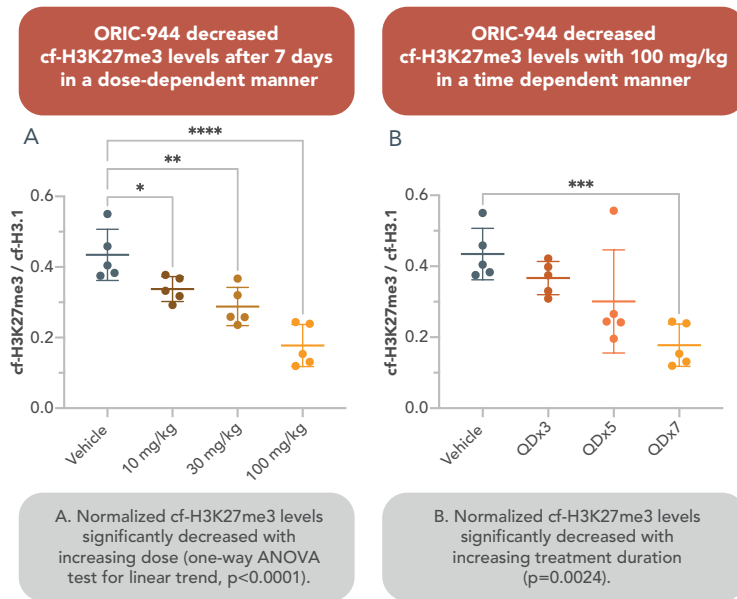 ORIC-944 decreased
cf-H3K27me3 levels after 7 days
in a dose-dependent manner
ORIC-944 decreased
cf-H3K27me3 levels with 100 mg/kg
in a time dependent manner
A
****
**
*
0.6
0.4
0.2
0.0
cf-H3K27me3 / cf-H3.1
Vehicle
10 mg/kg
30 mg/kg
100 mg/kg
B
***
0.6
0.4
0.2
0.0
cf-H3K27me3 / cf-H3.1
Vehicle
QDx3
QDx5
QDx7
A. Normalized cf-H3K27me3 levels
significantly decreased with
increasing dose (one-way ANOVA
test for linear trend, p<0.0001).
B. Normalized cf-H3K27me3 levels
significantly decreased with
increasing treatment duration
(p=0.0024).